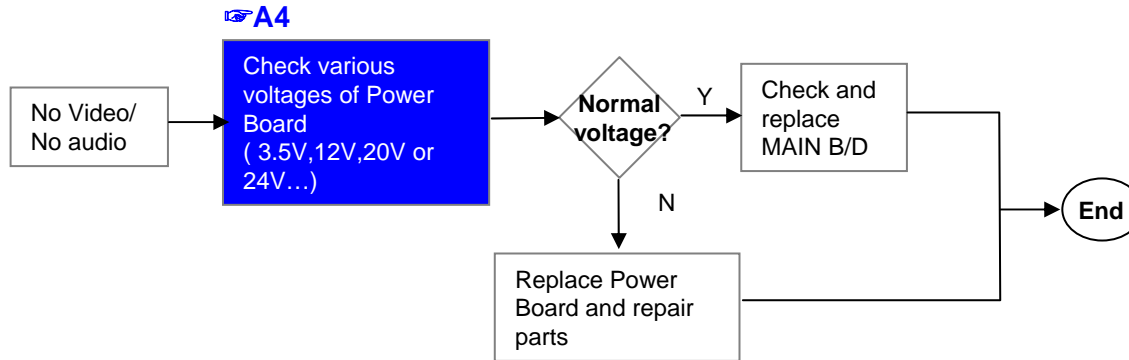 ☞A4
No Video/
No audio
Check various
voltages of Power
Board
( 3.5V,12V,20V or
24V…)
Normal
voltage?
Y
Check and
replace
MAIN B/D
N
Replace Power
Board and repair
parts
End